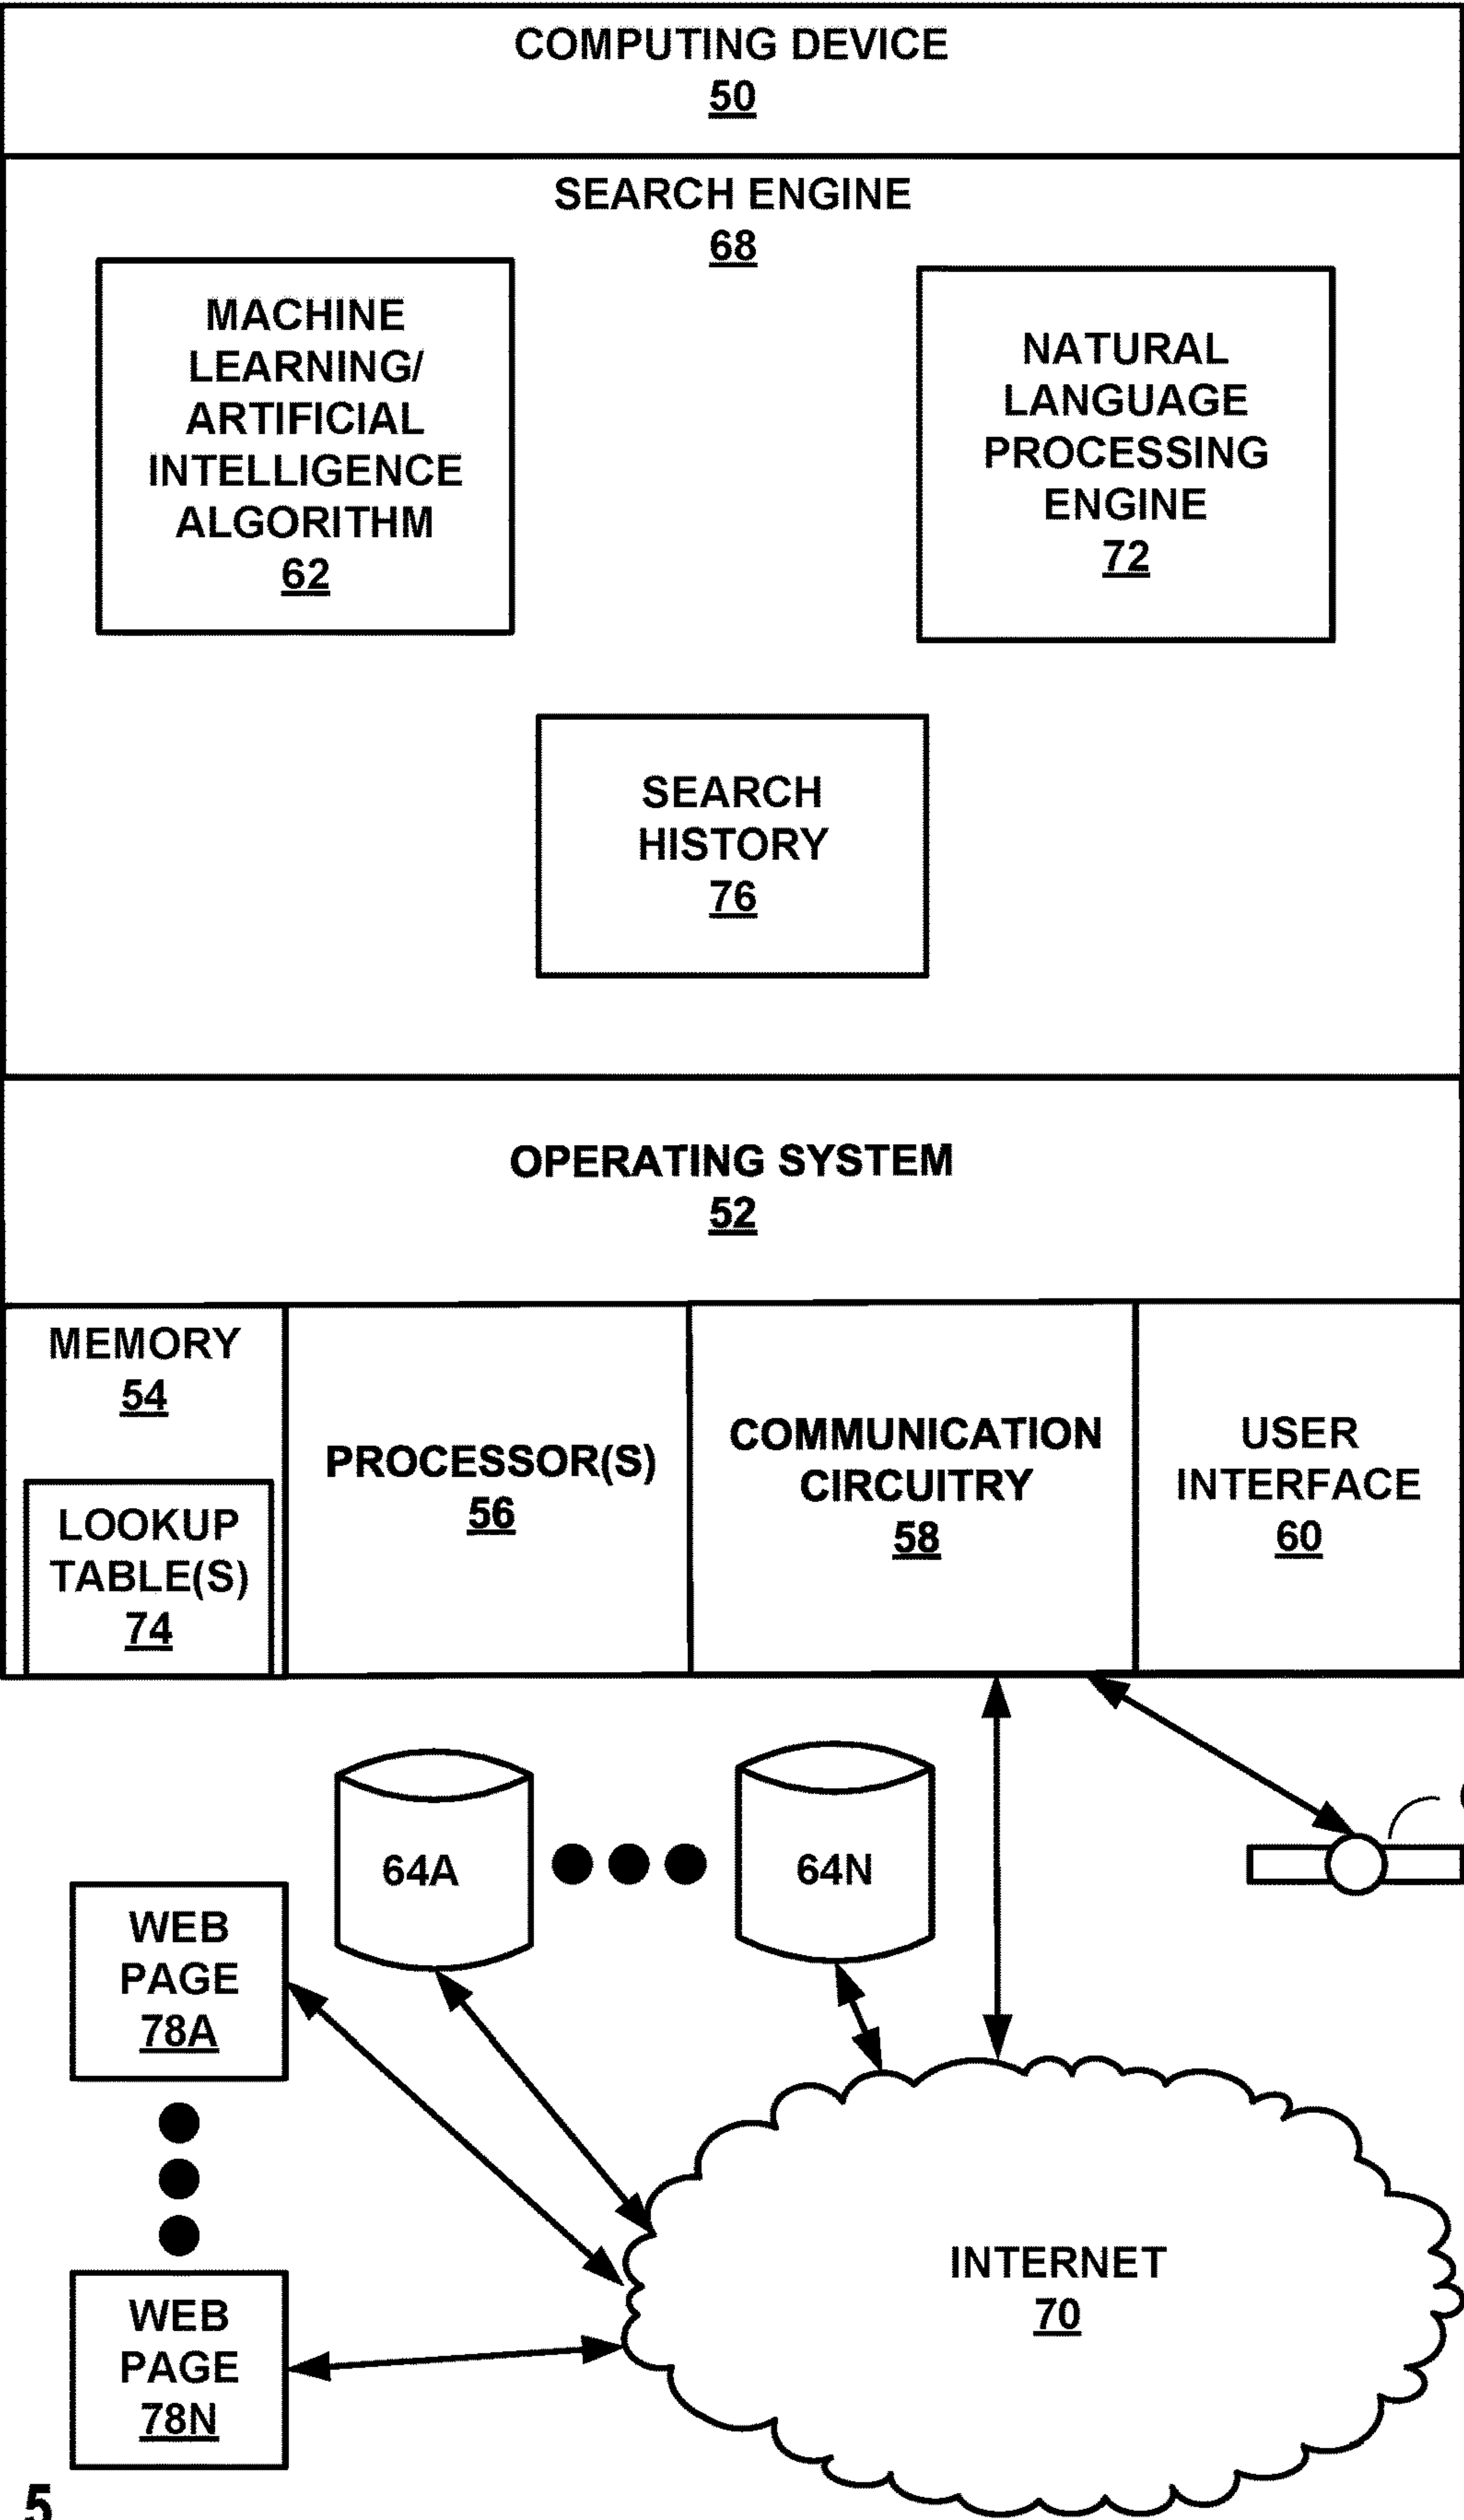 COMPUTING DEVICE
50
SEARCH ENGINE
68
MACHINE
LEARNING/
ARTIFICIAL
INTELLIGENCE
ALGORITHM
62
NATURAL
LANGUAGE
PROCESSING
ENGINE
72
SEARCH
HISTORY
76
OPERATING SYSTEM
52
MEMORY
54
LOOKUP
TABLE(S)
74
PROCESSOR(S)
56
COMMUNICATION
CIRCUITRY
58
USER
INTERFACE
60
64A
64N
WEB
PAGE
78A
WEB
PAGE
78N
INTERNET
70
5